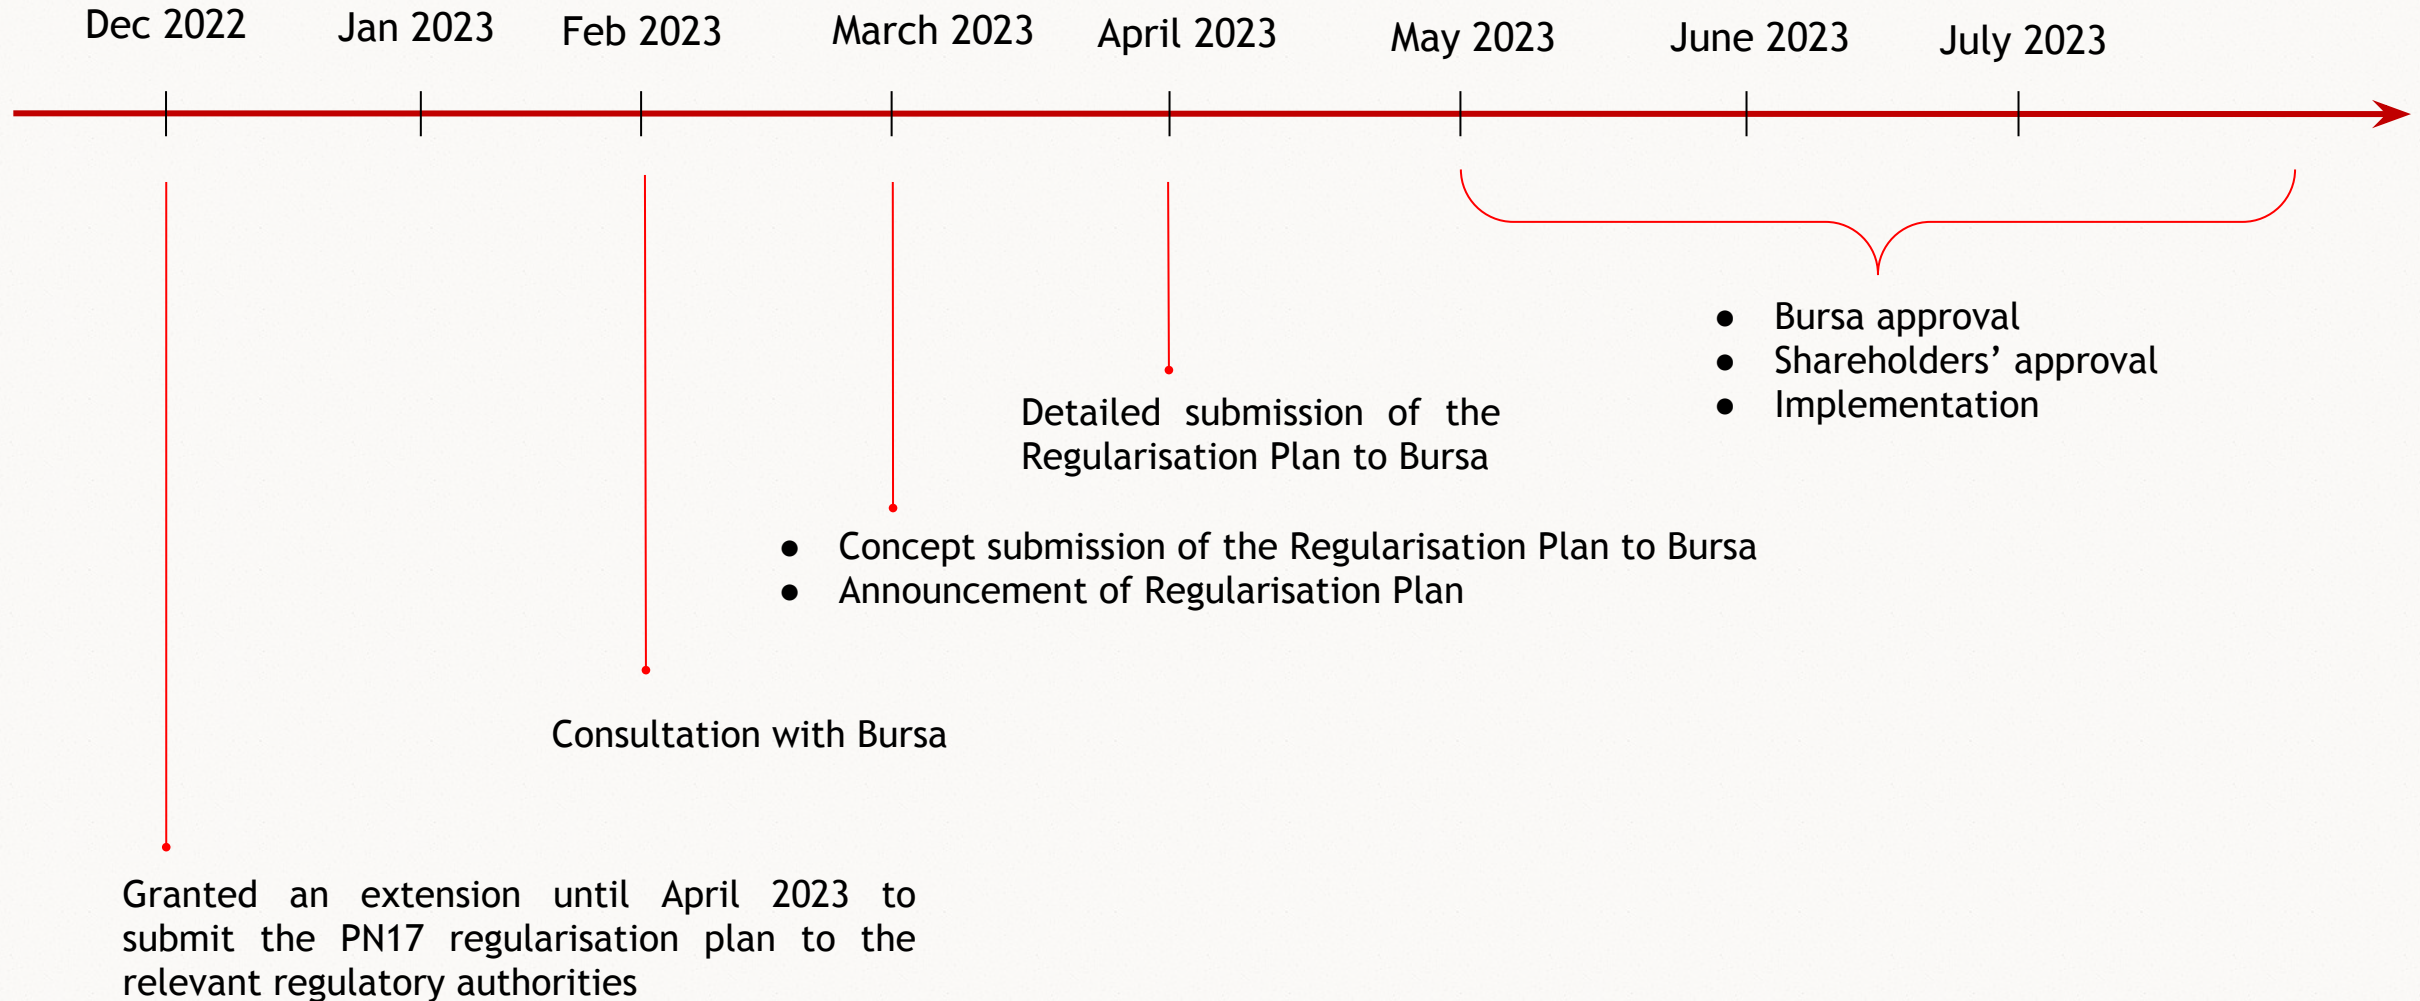 Dec 2022
Jan 2023
Feb 2023
March 2023
April 2023
May 2023
June 2023
July 2023
● Bursa approval
● Shareholders’ approval
● Implementation
Detailed submission of the
Regularisation Plan to Bursa
● Concept submission of the Regularisation Plan to Bursa
● Announcement of Regularisation Plan
Consultation with Bursa
Granted an extension until April 2023 to
submit the PN17 regularisation plan to the
relevant regulatory authorities